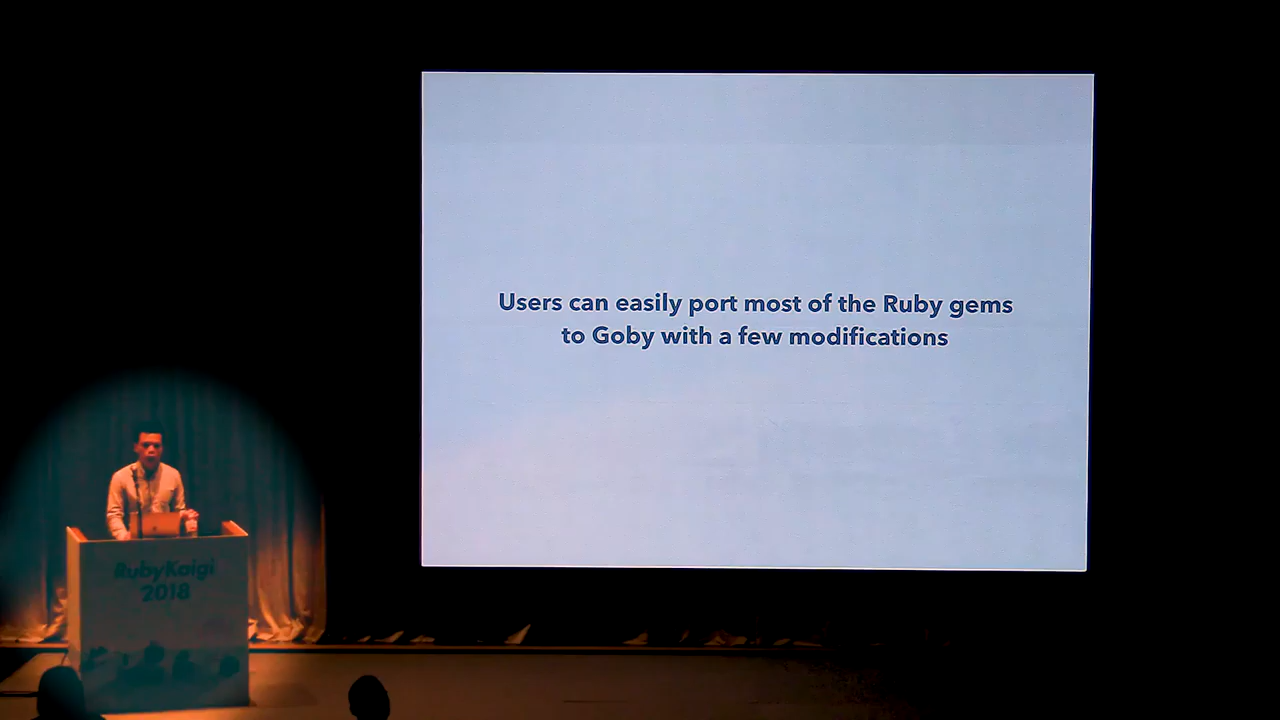 Users can easily port most of the Ruby gems
to Goby with a few modifications
RubyKaigi
2018